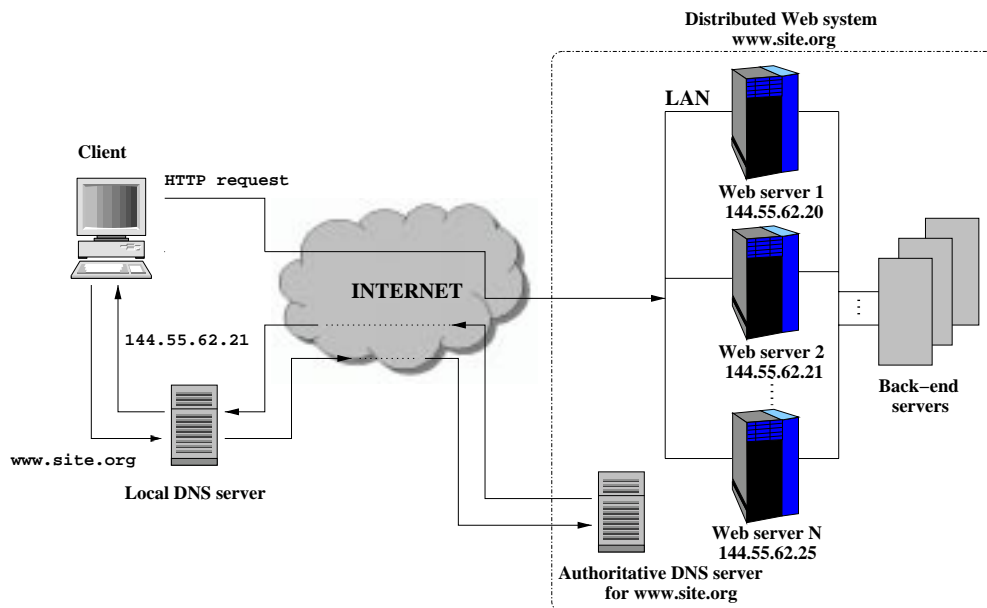 Distributed Web system
www.site.org
LAN
Client
HTTP request
Web server 1
144.55.62.20
INTERNET
144.55.62.21
Web server 2
144.55.62.21
Back−end
servers
www.site.org
Local DNS server
Web server N
144.55.62.25
Authoritative DNS server
for www.site.org